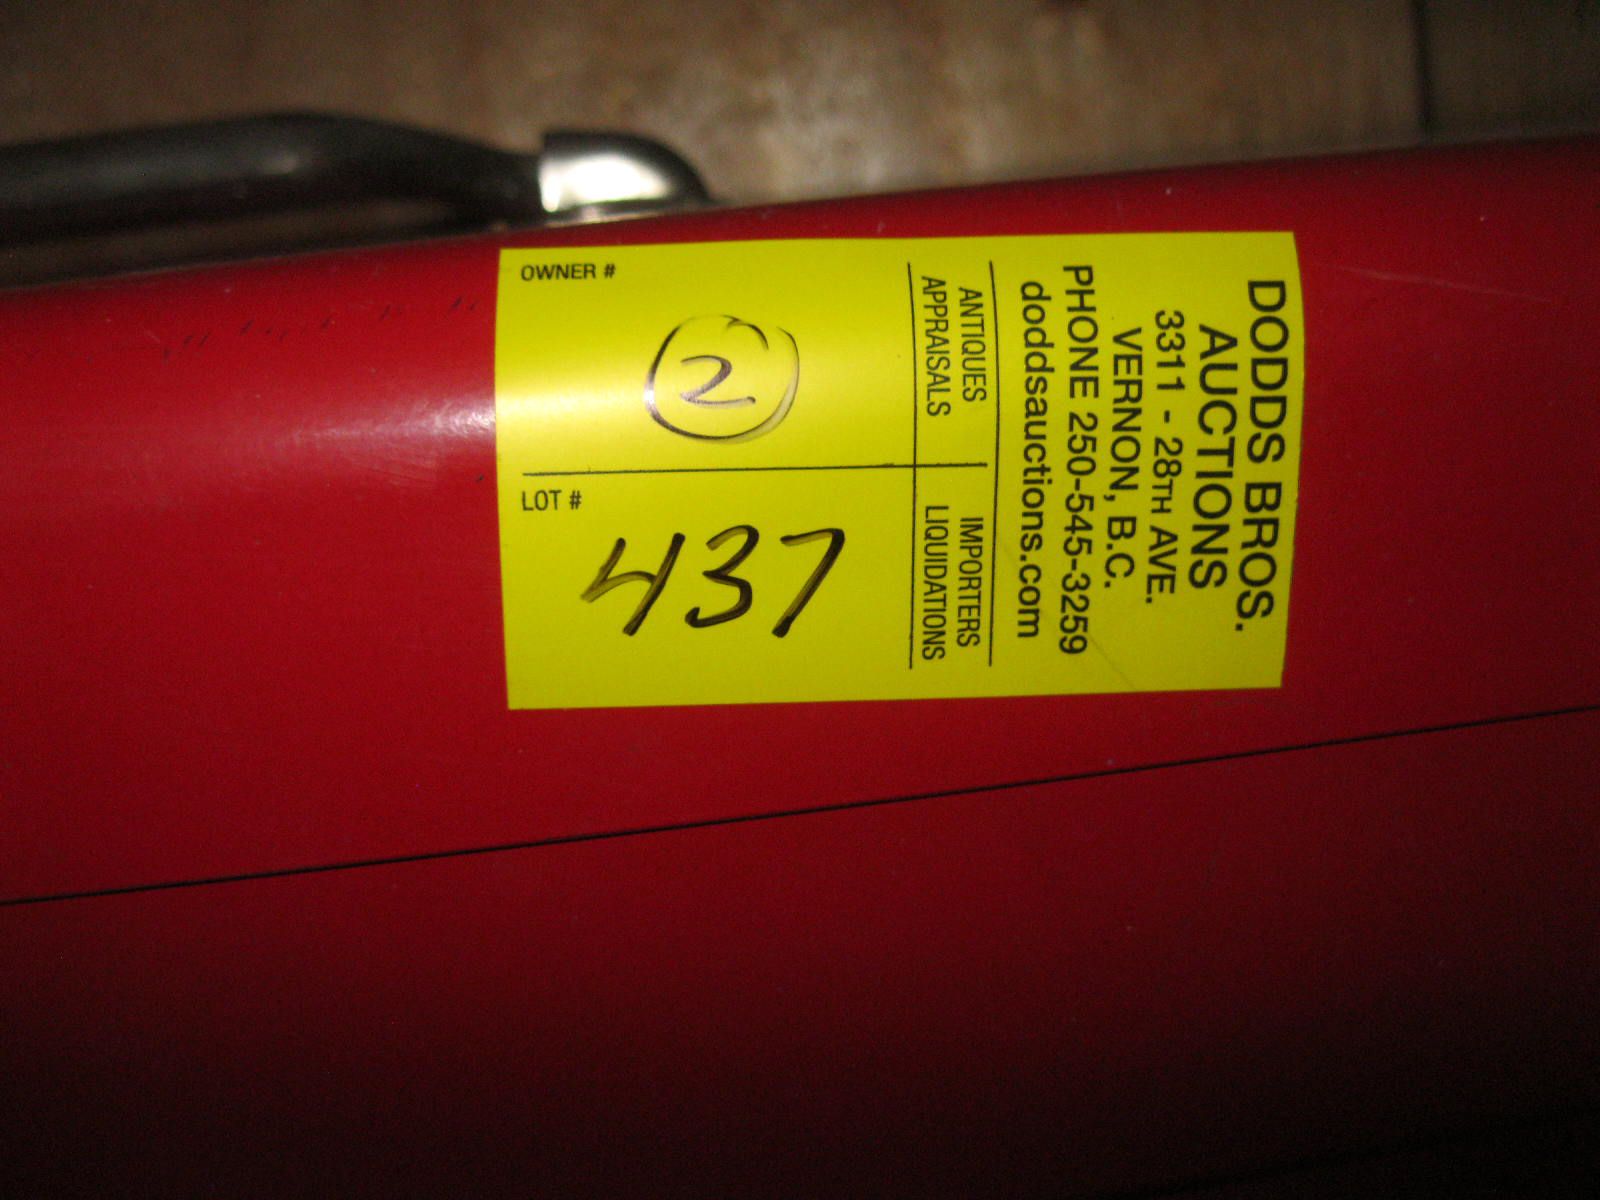 DODDS BROS.
AUCTIONS
3311 - 28TH AVE.
VERNON, B.C.
PHONE 250-545-3259
doddsauctions.com
ANTIQUES
APPRAISALS
IMPORTERS
LIQUIDATIONS
OWNER #
2
LOT #
437